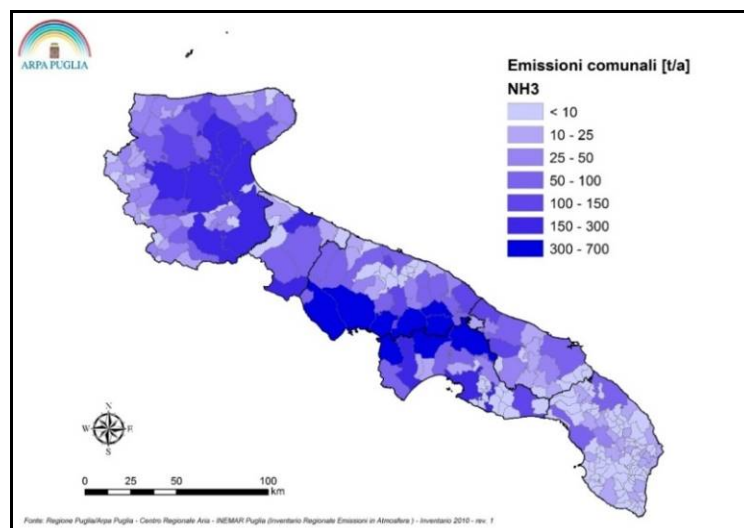 ARPA PUGLIA
Emissioni comunali [t/a]
NH3
< 10
10 - 25
25 - 50
50 - 100
100 - 150
150 - 300
300 - 700
N
W E
S
0 25 50 100
km
Fonte: Regione Puglia/Arpa Puglia - Centro Regionale Aria - INEMAR Puglia (Inventario Regionale Emissioni in Atmosfera ) - Inventario 2010 - rev. 1